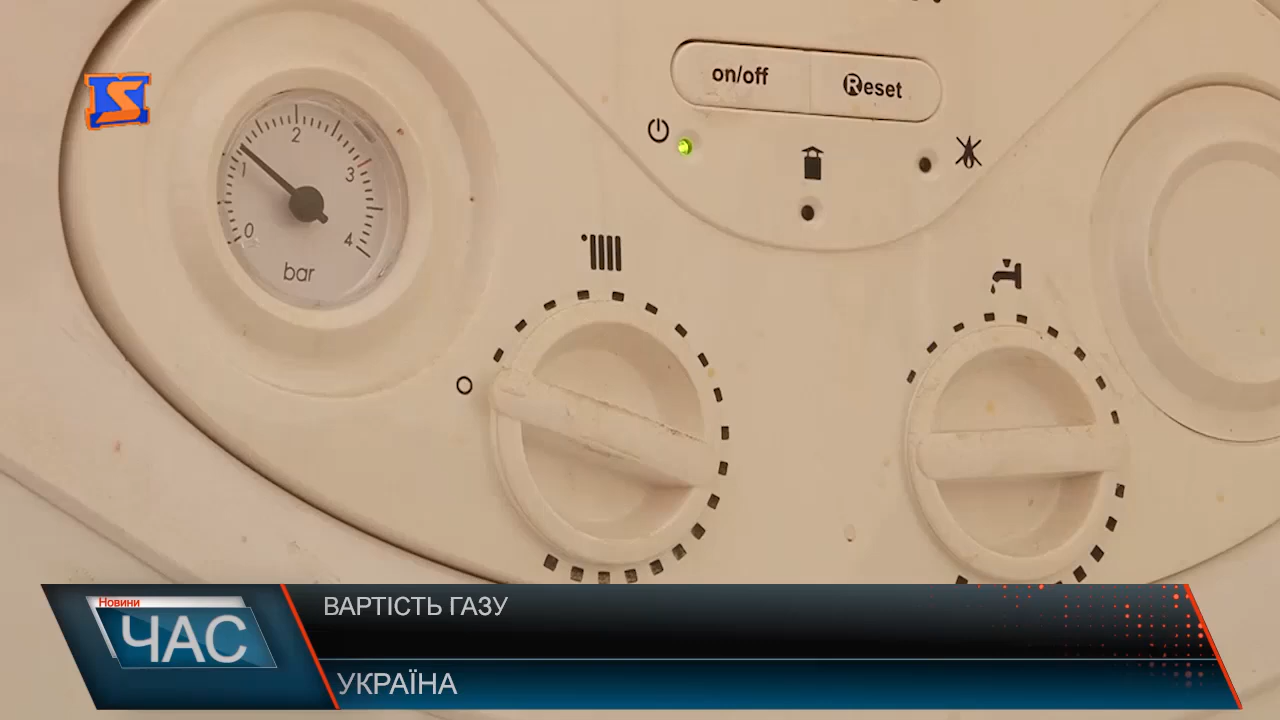 on/off
Reset
2
1
3
0
4
bar
Новини
ЧАС
ВАРТІСТЬ ГАЗУ
УКРАЇНА